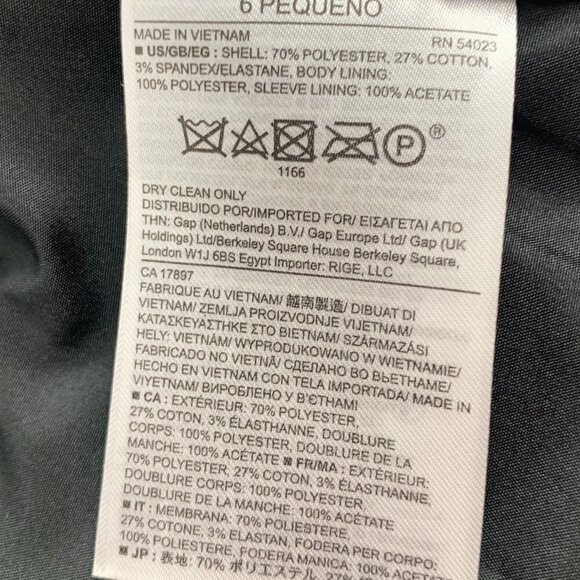 6 PEQUENO
MADE IN VIETNAM RN 54023
US/GB/EG : SHELL: 70% POLYESTER, 27% COTTON,
3% SPANDEX/ELASTANE, BODY LINING:
100% POLYESTER, SLEEVE LINING: 100% ACETATE
P ®
1166
DRY CLEAN ONLY
DISTRIBUIDO POR/IMPORTED FOR/ ΕΙΣΑΓΕΤΑΙ ΑΠΟ
THN: Gap (Netherlands) B.V./ Gap Europe Ltd/ Gap (UK
Holdings) Ltd/Berkeley Square House Berkeley Square,
London W1J 6BS Egypt Importer: RIGE, LLC
CA 17897
FABRIQUE AU VIETNAM/ 越南製造/ DIBUAT DI
VIETNAM/ ZEMLJA PROIZVODNJE VIJETNAM/
ΚΑΤΑΣΚΕΥΑΣΤΗΚΕ ΣΤΟ ΒΙΕΤΝΑΜ/ SZÁRMAZÁSI
HELY: VIETNÁM/ WYPRODUKOWANO W WIETNAMIE/
FABRICADO NO VIETNÃ/ СДЕЛАНО ВО ВЬЕТНАМЕ/
HECHO EN VIETNAM CON TELA IMPORTADA/ MADE IN
VIYETNAM/ ВИРОБЛЕНО У В'ЄТНАМІ
CA : EXTÉRIEUR: 70% POLYESTER,
27% COTON, 3% ÉLASTHANNE, DOUBLURE
CORPS: 100% POLYESTER, DOUBLURE DE LA
MANCHE: 100% ACÉTATE FR/MA : EXTÉRIEUR:
70% POLYESTER, 27% COTON, 3% ÉLASTHANNE,
DOUBLURE CORPS: 100% POLYESTER,
DOUBLURE DE LA MANCHE: 100% ACÉTATE
IT : MEMBRANA: 70% POLIESTERE,
27% COTONE, 3% ELASTAN, FODERA PER CORPO:
100% POLIESTERE, FODERA MANICA: 100% ACETATE
JP : 表地: 70% ポリエステル, 27%